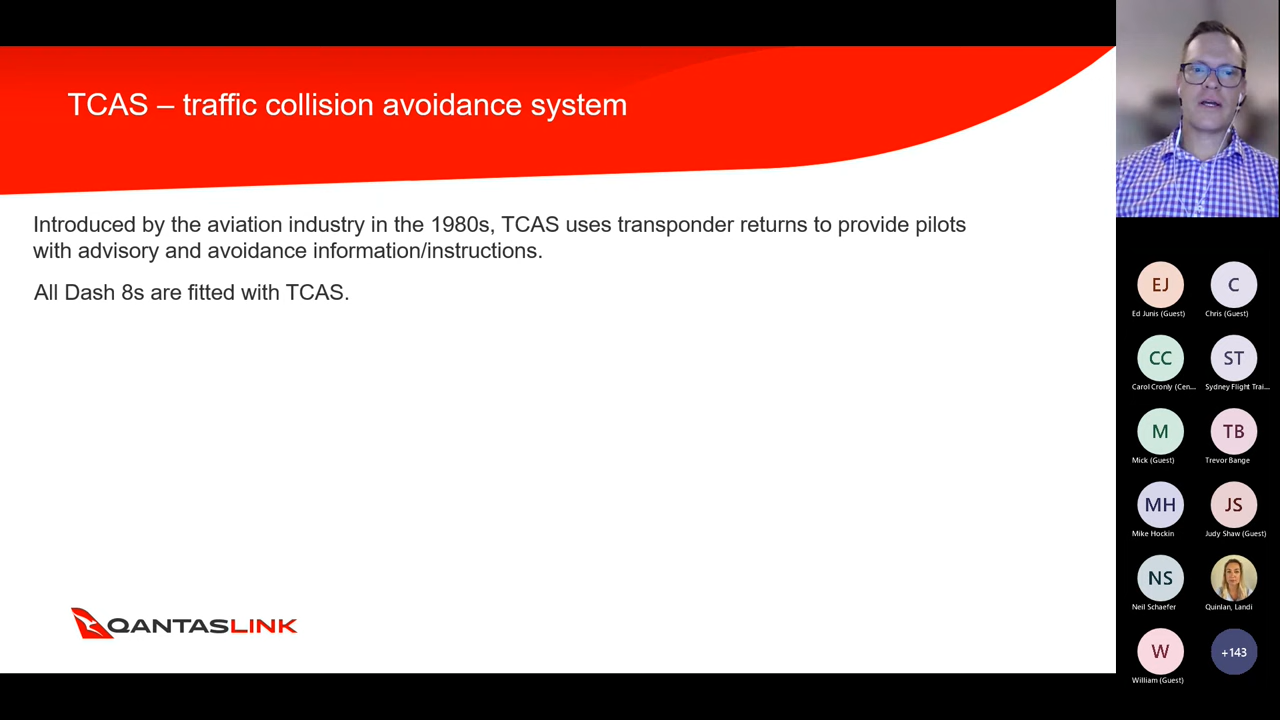 TCAS – traffic collision avoidance system
Introduced by the aviation industry in the 1980s, TCAS uses transponder returns to provide pilots
with advisory and avoidance information/instructions.
All Dash 8s are fitted with TCAS.
QANTASLINK
EJ
Ed Junis (Guest)
C
Chris (Guest)
CC
Carol Cronly (Cen...
ST
Sydney Flight Trai...
M
Mick (Guest)
TB
Trevor Bange
MH
Mike Hockin
JS
Judy Shaw (Guest)
NS
Neil Schaefer
Quinlan, Landi
W
William (Guest)
+143